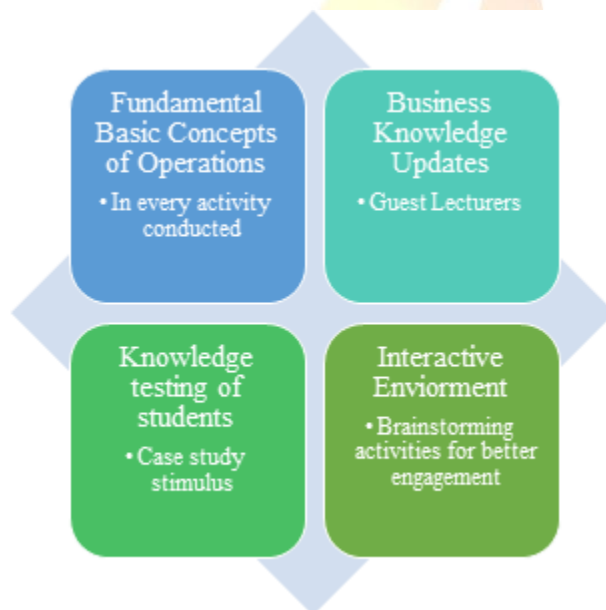 Fundamental
Basic Concepts
of Operations
• In every activity
conducted
Business
Knowledge
Updates
• Guest Lecturers
Knowledge
testing of
students
• Case study
stimulus
Interactive
Enviorment
• Brainstorming
activities for better
engagement